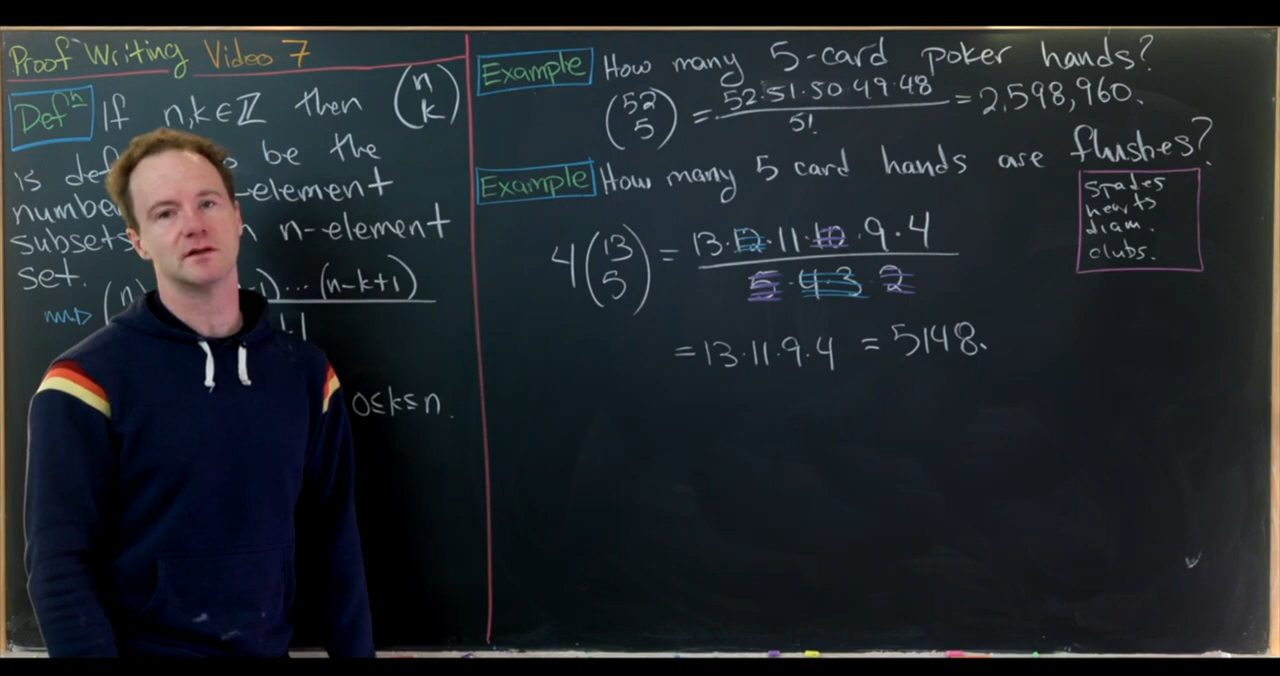 Proof Writing Video 7
Defⁿ If n,k∈ℤ then (n k)
is be the
number -element
subsets n-element
set.
(n) -1)···(n-k+1)
0≤k≤n.
Example How many 5-card poker hands?
(52 5) = 52·51·50·49·48 / 5! = 2,598,960.
Example How many 5 card hands are flushes?
spades
hearts
diam.
clubs.
4(13 5) = 13·12·11·10·9·4 / 5·4·3·2
=13·11·9·4 = 5148.